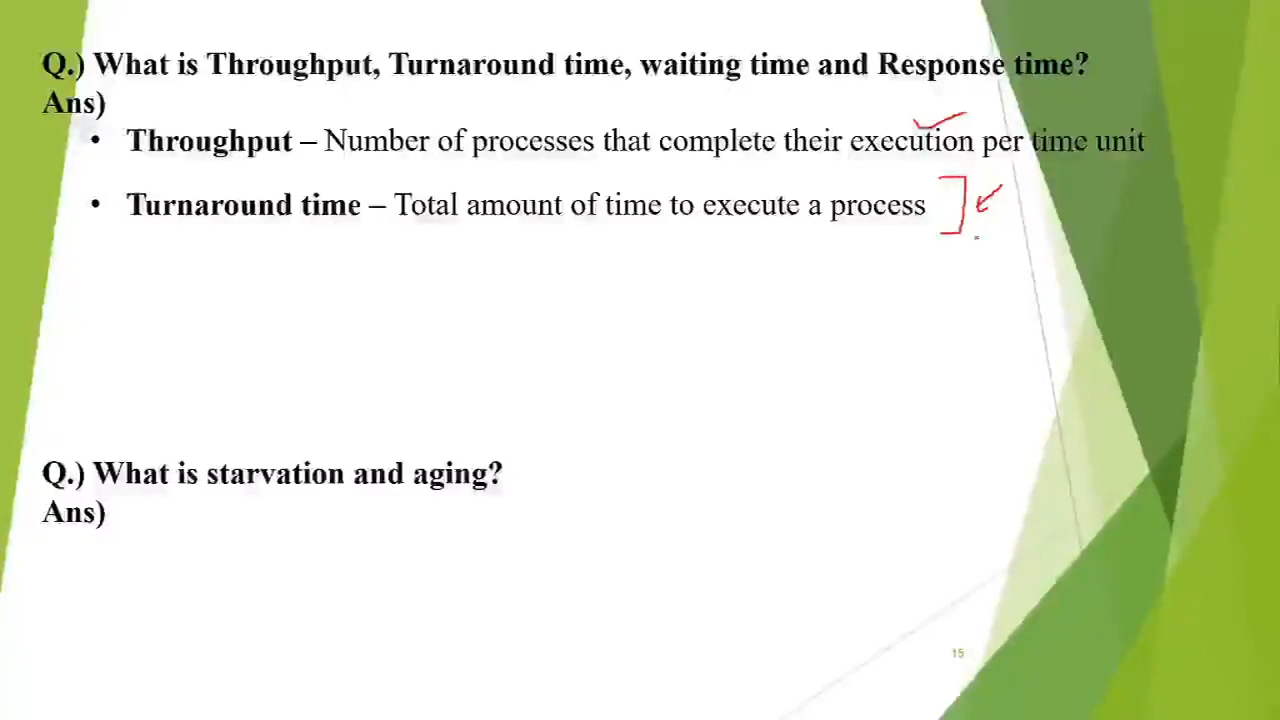 Q.) What is Throughput, Turnaround time, waiting time and Response time?
Ans)
• Throughput – Number of processes that complete their execution per time unit
• Turnaround time – Total amount of time to execute a process
Q.) What is starvation and aging?
Ans)
15